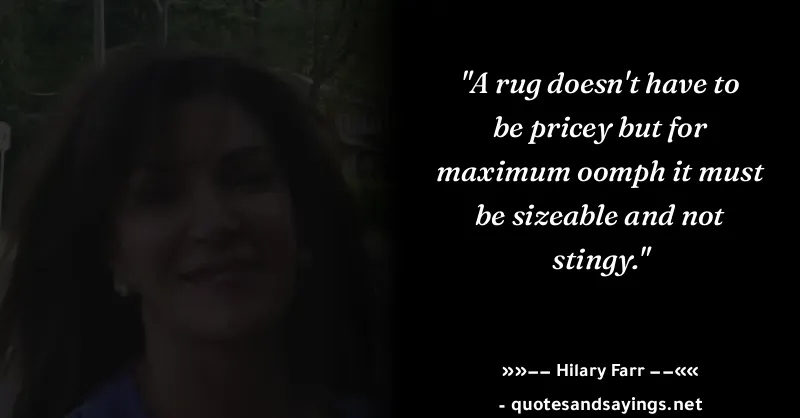 "A rug doesn't have to
be pricey but for
maximum oomph it must
be sizeable and not
stingy."
»»−− Hilary Farr −−««
- quotesandsayings.net